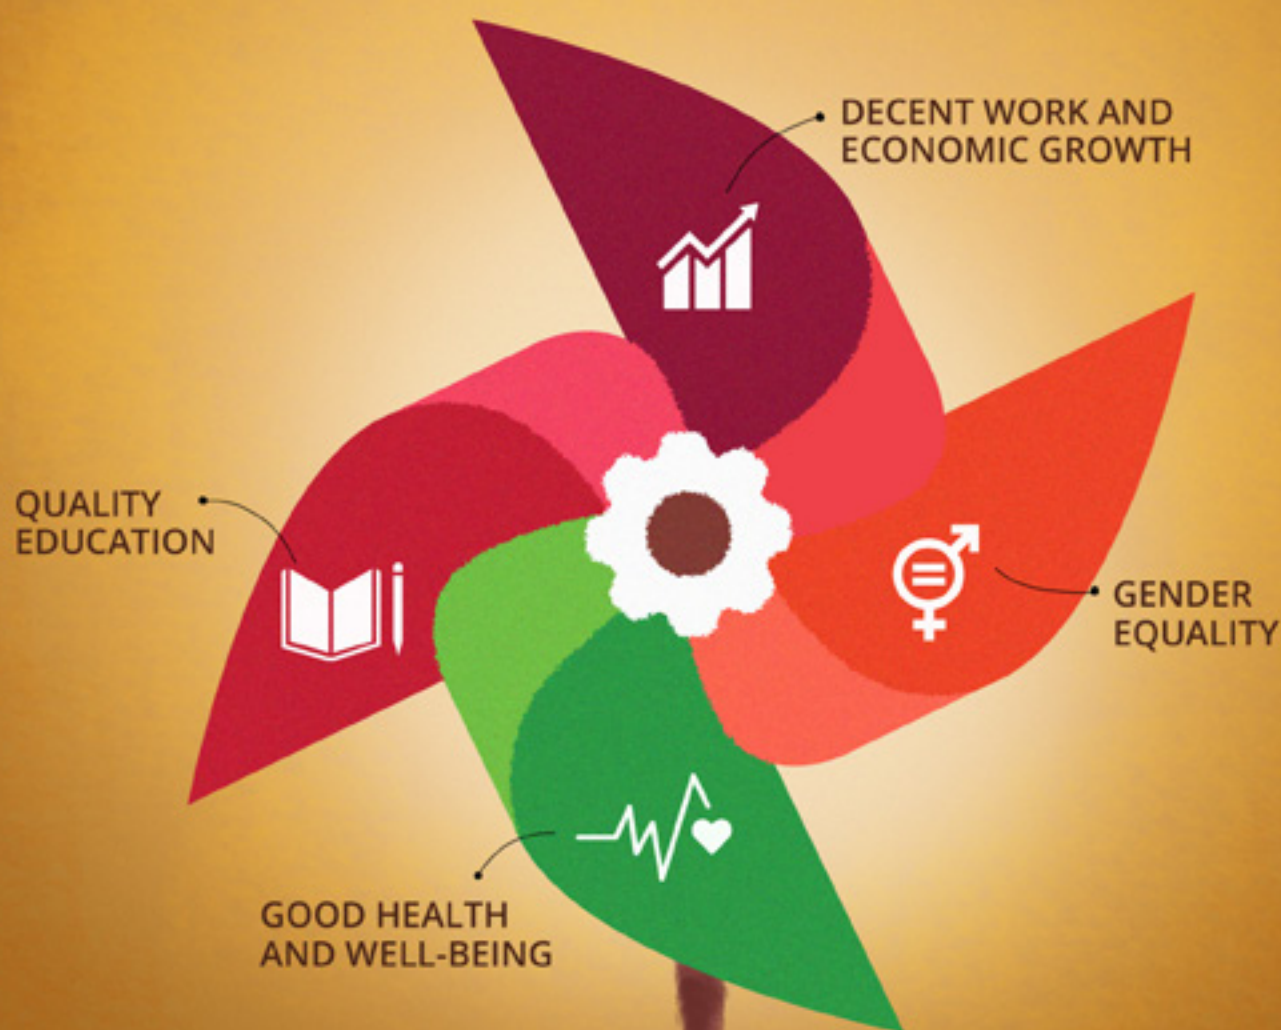 DECENT WORK AND
ECONOMIC GROWTH
QUALITY
EDUCATION
GENDER
EQUALITY
GOOD HEALTH
AND WELL-BEING